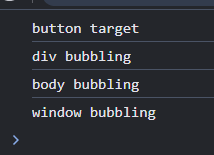 button target
div bubbling
body bubbling
window bubbling
>